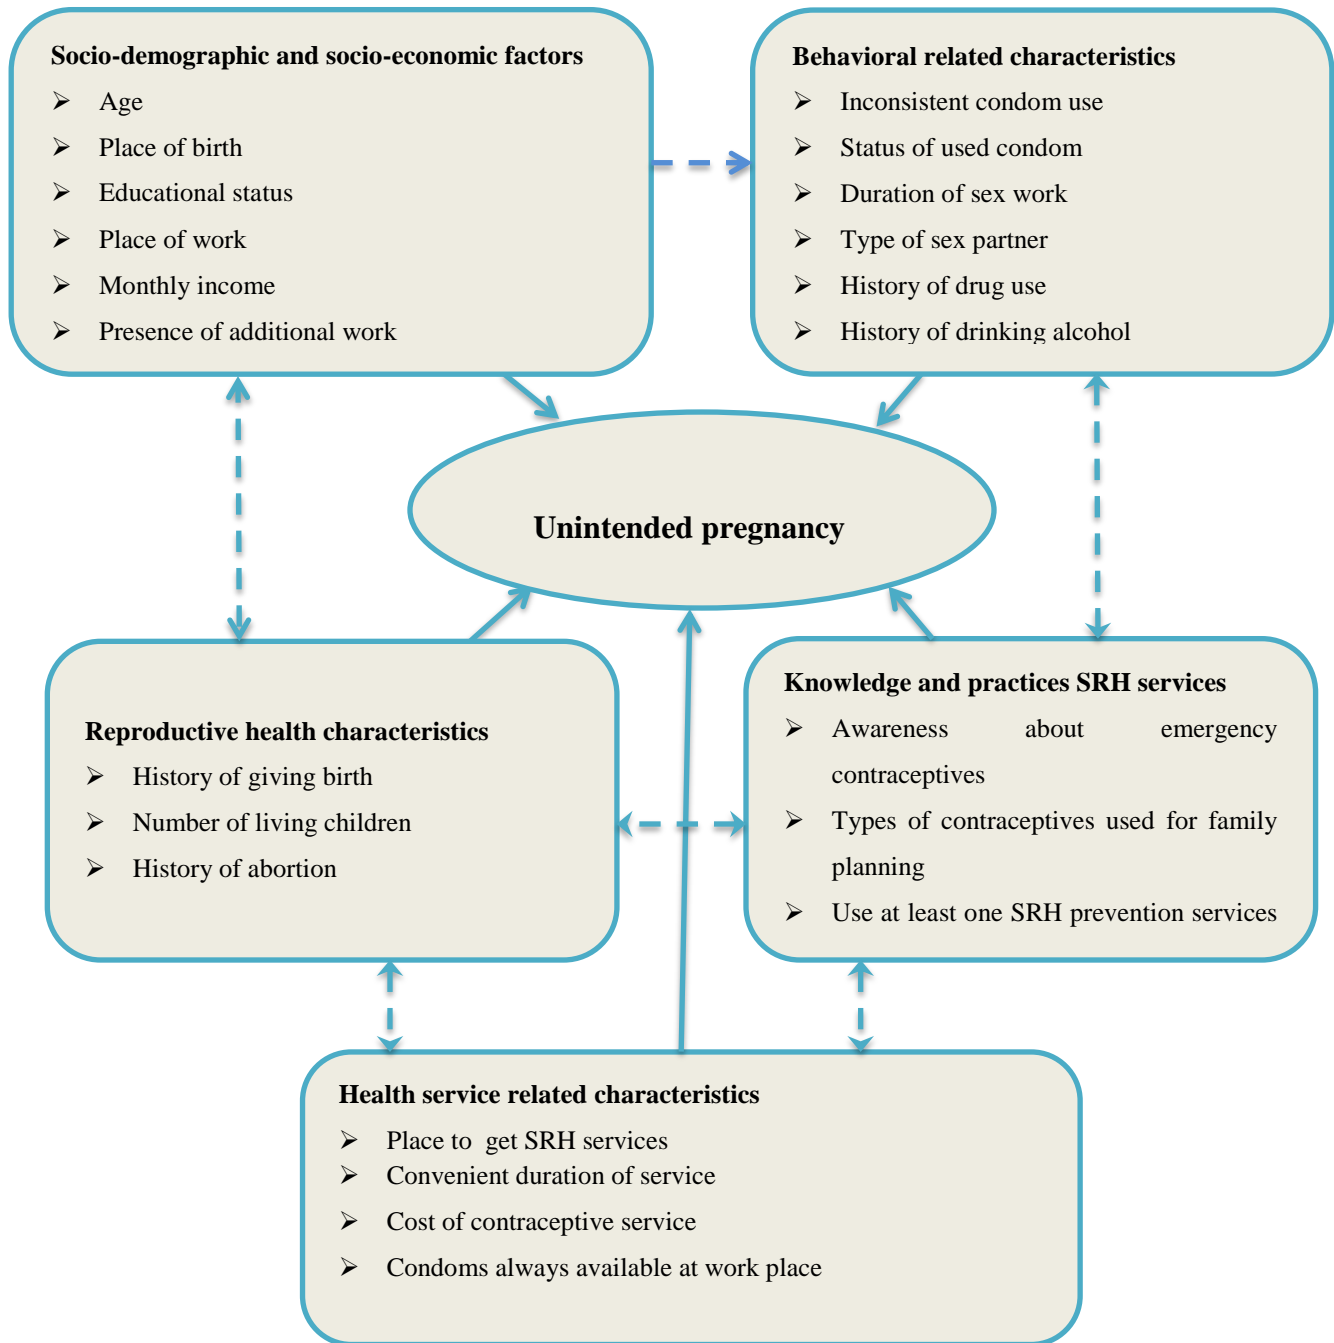 Socio-demographic and socio-economic factors
➢ Age
➢ Place of birth
➢ Educational status
➢ Place of work
➢ Monthly income
➢ Presence of additional work
Behavioral related characteristics
➢ Inconsistent condom use
➢ Status of used condom
➢ Duration of sex work
➢ Type of sex partner
➢ History of drug use
➢ History of drinking alcohol
Unintended pregnancy
Reproductive health characteristics
➢ History of giving birth
➢ Number of living children
➢ History of abortion
Knowledge and practices SRH services
➢ Awareness about emergency
contraceptives
➢ Types of contraceptives used for family
planning
➢ Use at least one SRH prevention services
Health service related characteristics
➢ Place to get SRH services
➢ Convenient duration of service
➢ Cost of contraceptive service
➢ Condoms always available at work place